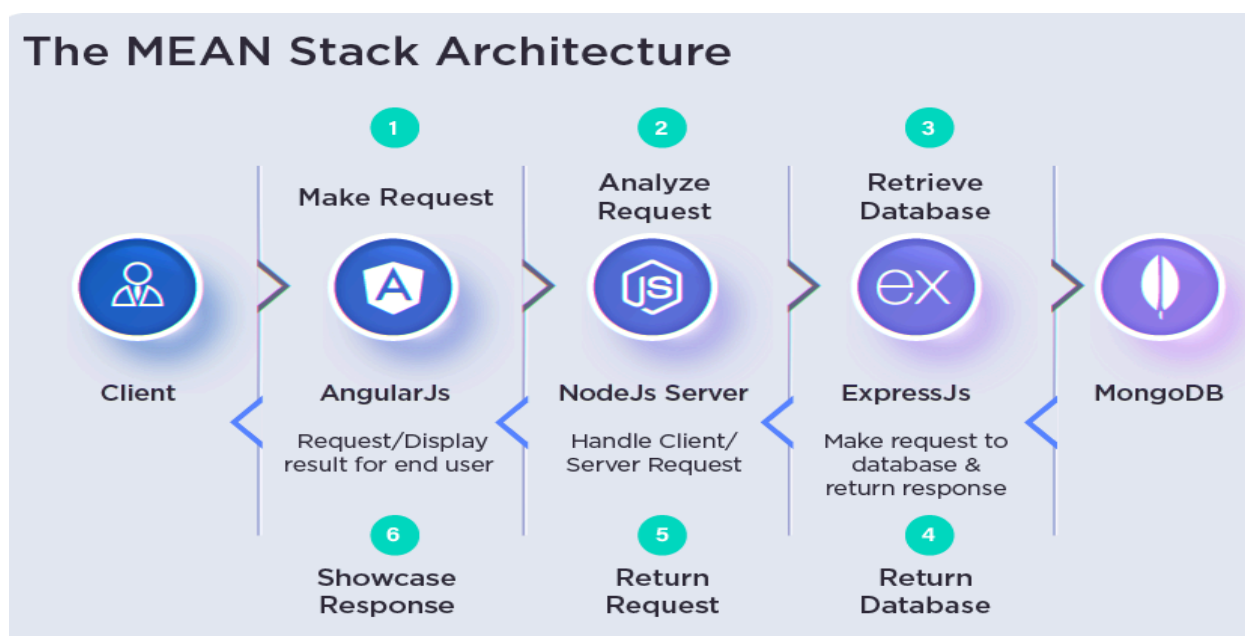 The MEAN Stack Architecture
1
2
3
Make Request
Analyze
Request
Retrieve
Database
A
JS
ex
Client
AngularJs
NodeJs Server
ExpressJs
MongoDB
Request/Display
result for end user
Handle Client/
Server Request
Make request to
database &
return response
6
5
4
Showcase
Response
Return
Request
Return
Database